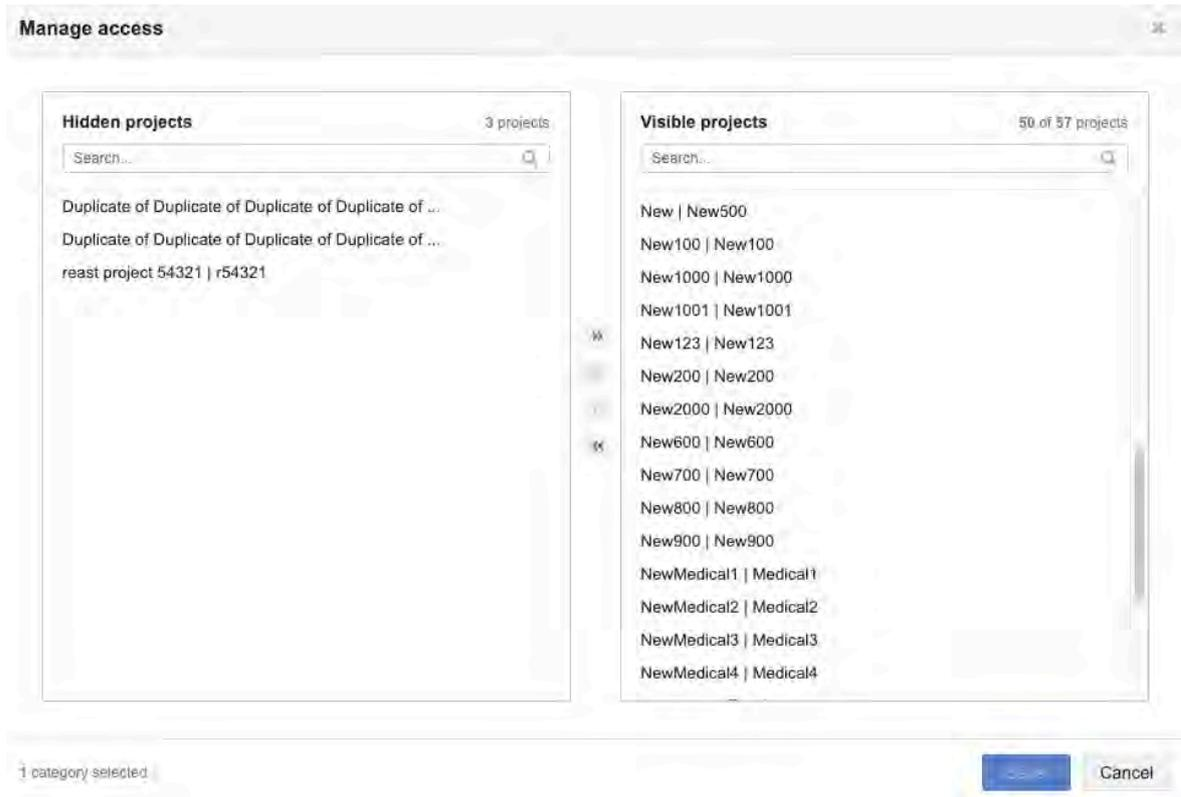 Manage access
Hidden projects
3 projects
Search...
Duplicate of Duplicate of Duplicate of Duplicate of ...
Duplicate of Duplicate of Duplicate of Duplicate of ...
reast project 54321 | r54321
Visible projects
50 of 57 projects
Search...
New | New500
New100 | New100
New1000 | New1000
New1001 | New1001
New123 | New123
New200 | New200
New2000 | New2000
New600 | New600
New700 | New700
New800 | New800
New900 | New900
NewMedical1 | Medical1
NewMedical2 | Medical2
NewMedical3 | Medical3
NewMedical4 | Medical4
1 category selected
Cancel